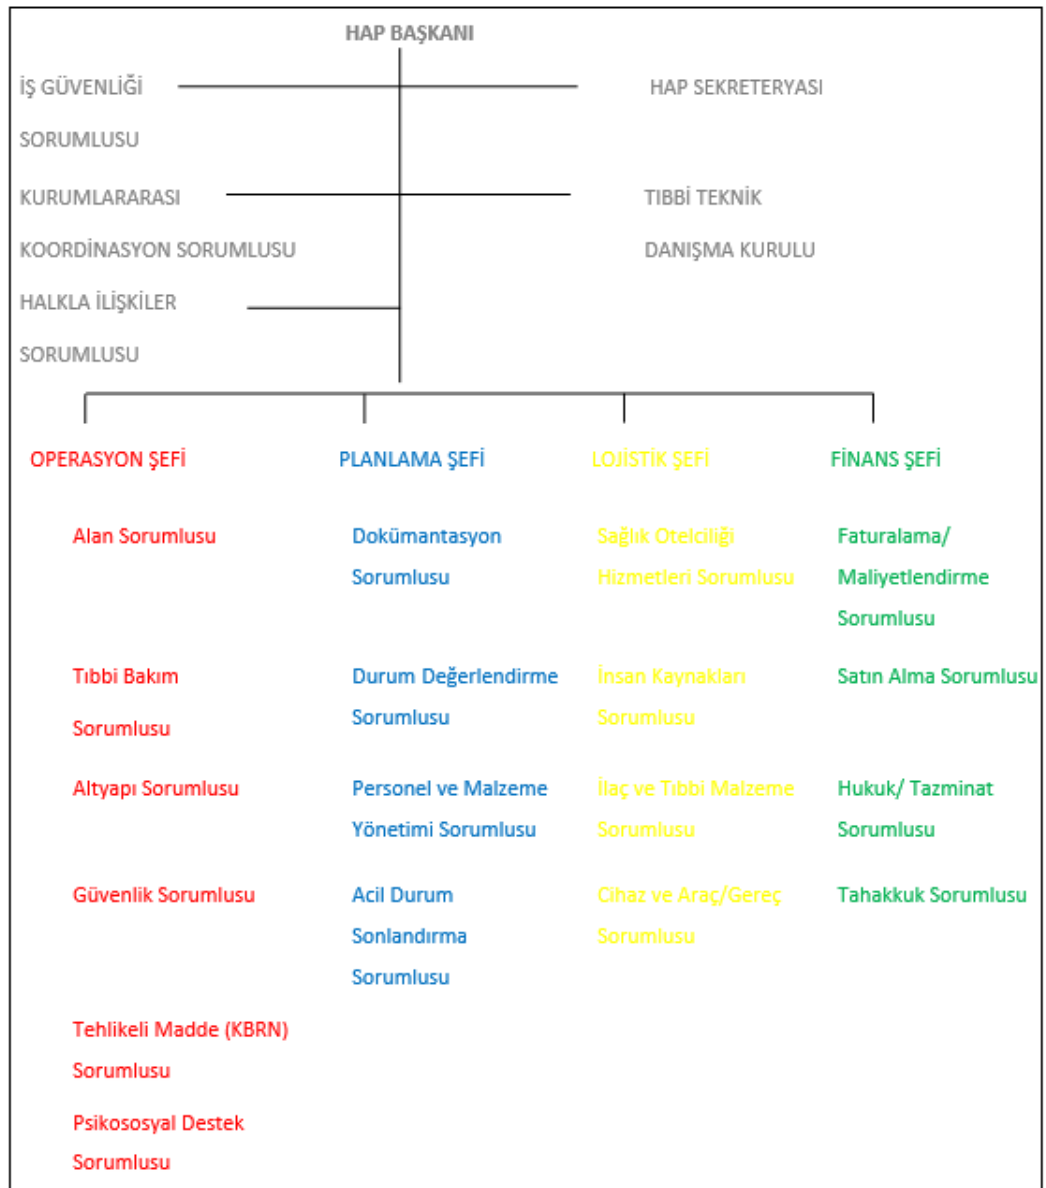 HAP BAŞKANI
İŞ GÜVENLİĞİ
SORUMLUSU
HAP SEKRETERYASI
KURUMLARARASI
KOORDİNASYON SORUMLUSU
TIBBİ TEKNİK
DANIŞMA KURULU
HALKLA İLİŞKİLER
SORUMLUSU
OPERASYON ŞEFİ
Alan Sorumlusu
Tıbbi Bakım
Sorumlusu
Altyapı Sorumlusu
Güvenlik Sorumlusu
Tehlikeli Madde (KBRN)
Sorumlusu
Psikososyal Destek
Sorumlusu
PLANLAMA ŞEFİ
Dokümantasyon
Sorumlusu
Durum Değerlendirme
Sorumlusu
Personel ve Malzeme
Yönetimi Sorumlusu
Acil Durum
Sonlandırma
Sorumlusu
LOJİSTİK ŞEFİ
Sağlık Otelciliği
Hizmetleri Sorumlusu
İnsan Kaynakları
Sorumlusu
İlaç ve Tıbbi Malzeme
Sorumlusu
Cihaz ve Araç/Gereç
Sorumlusu
FİNANS ŞEFİ
Faturalama/
Maliyetlendirme
Sorumlusu
Satın Alma Sorumlusu
Hukuk/ Tazminat
Sorumlusu
Tahakkuk Sorumlusu